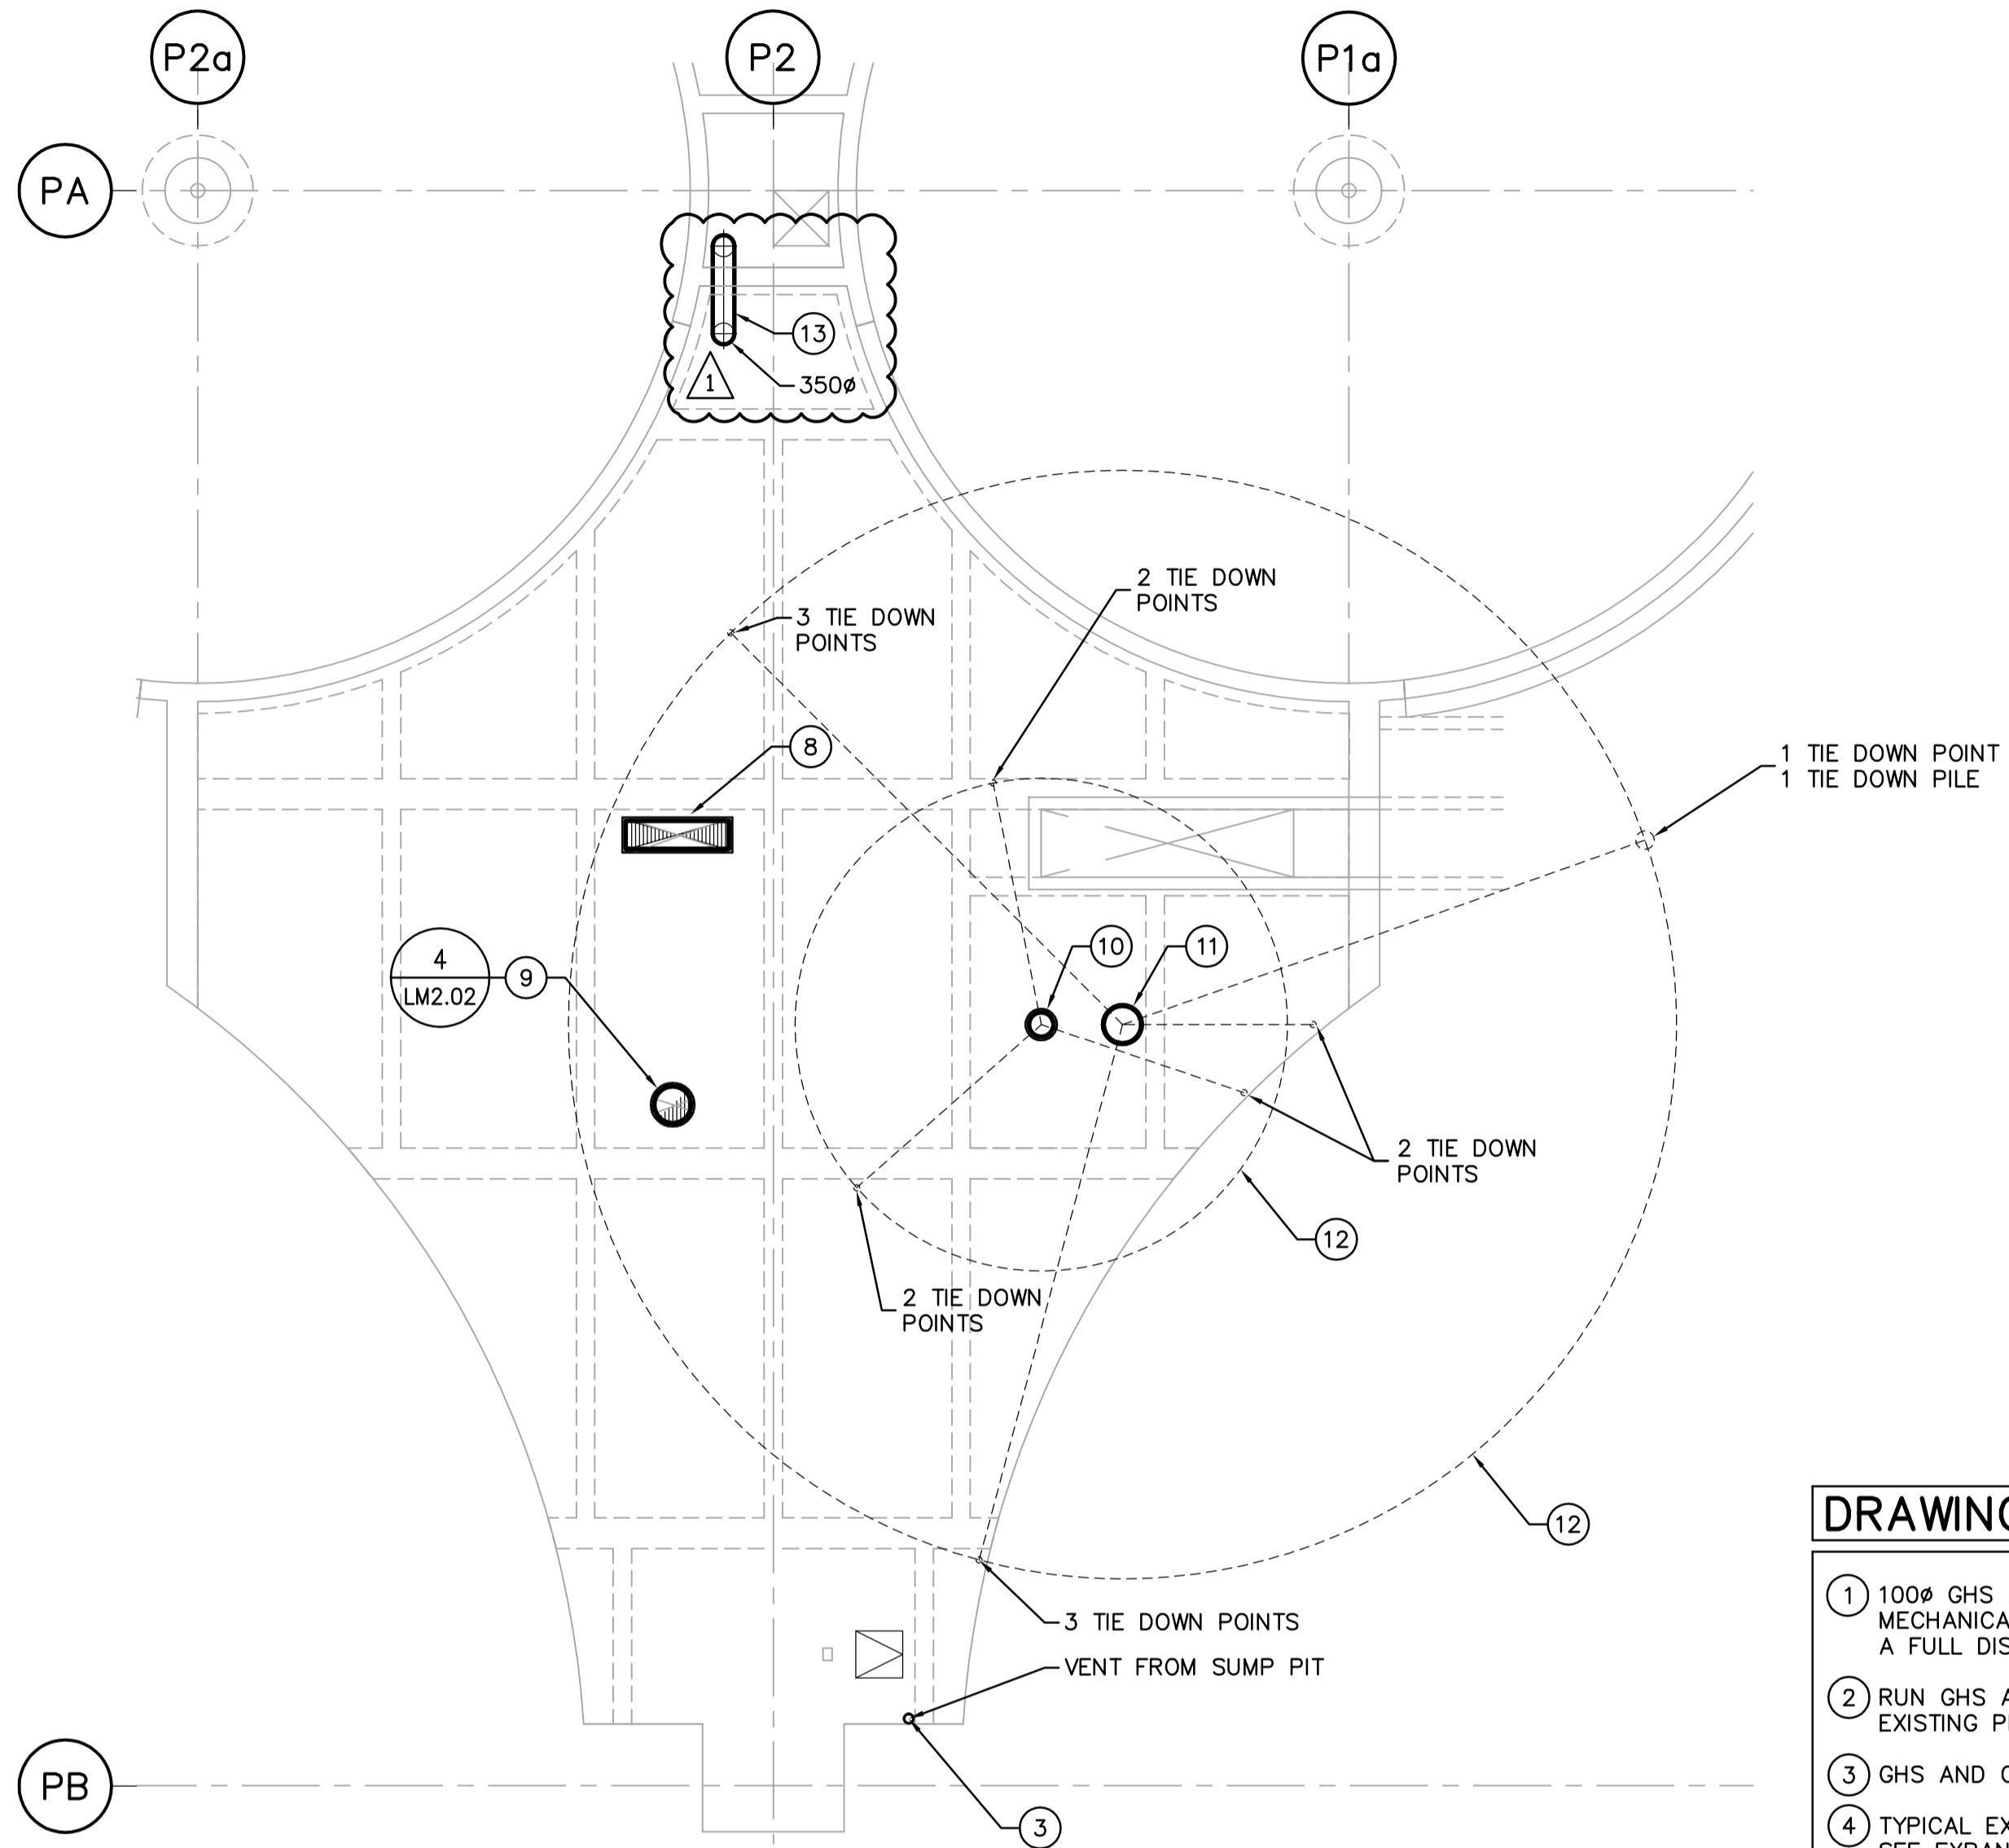 P2a
P2
P1a
PA
13
350ø
1
2 TIE DOWN
POINTS
3 TIE DOWN
POINTS
8
1 TIE DOWN POINT
1 TIE DOWN PILE
10
11
4
LM2.02
9
2 TIE DOWN
POINTS
12
2 TIE DOWN
POINTS
12
3 TIE DOWN POINTS
VENT FROM SUMP PIT
PB
3
DRAWING
1 100ø GHS
MECHANICA
A FULL DIS
2 RUN GHS A
EXISTING P
3 GHS AND
4 TYPICAL EX